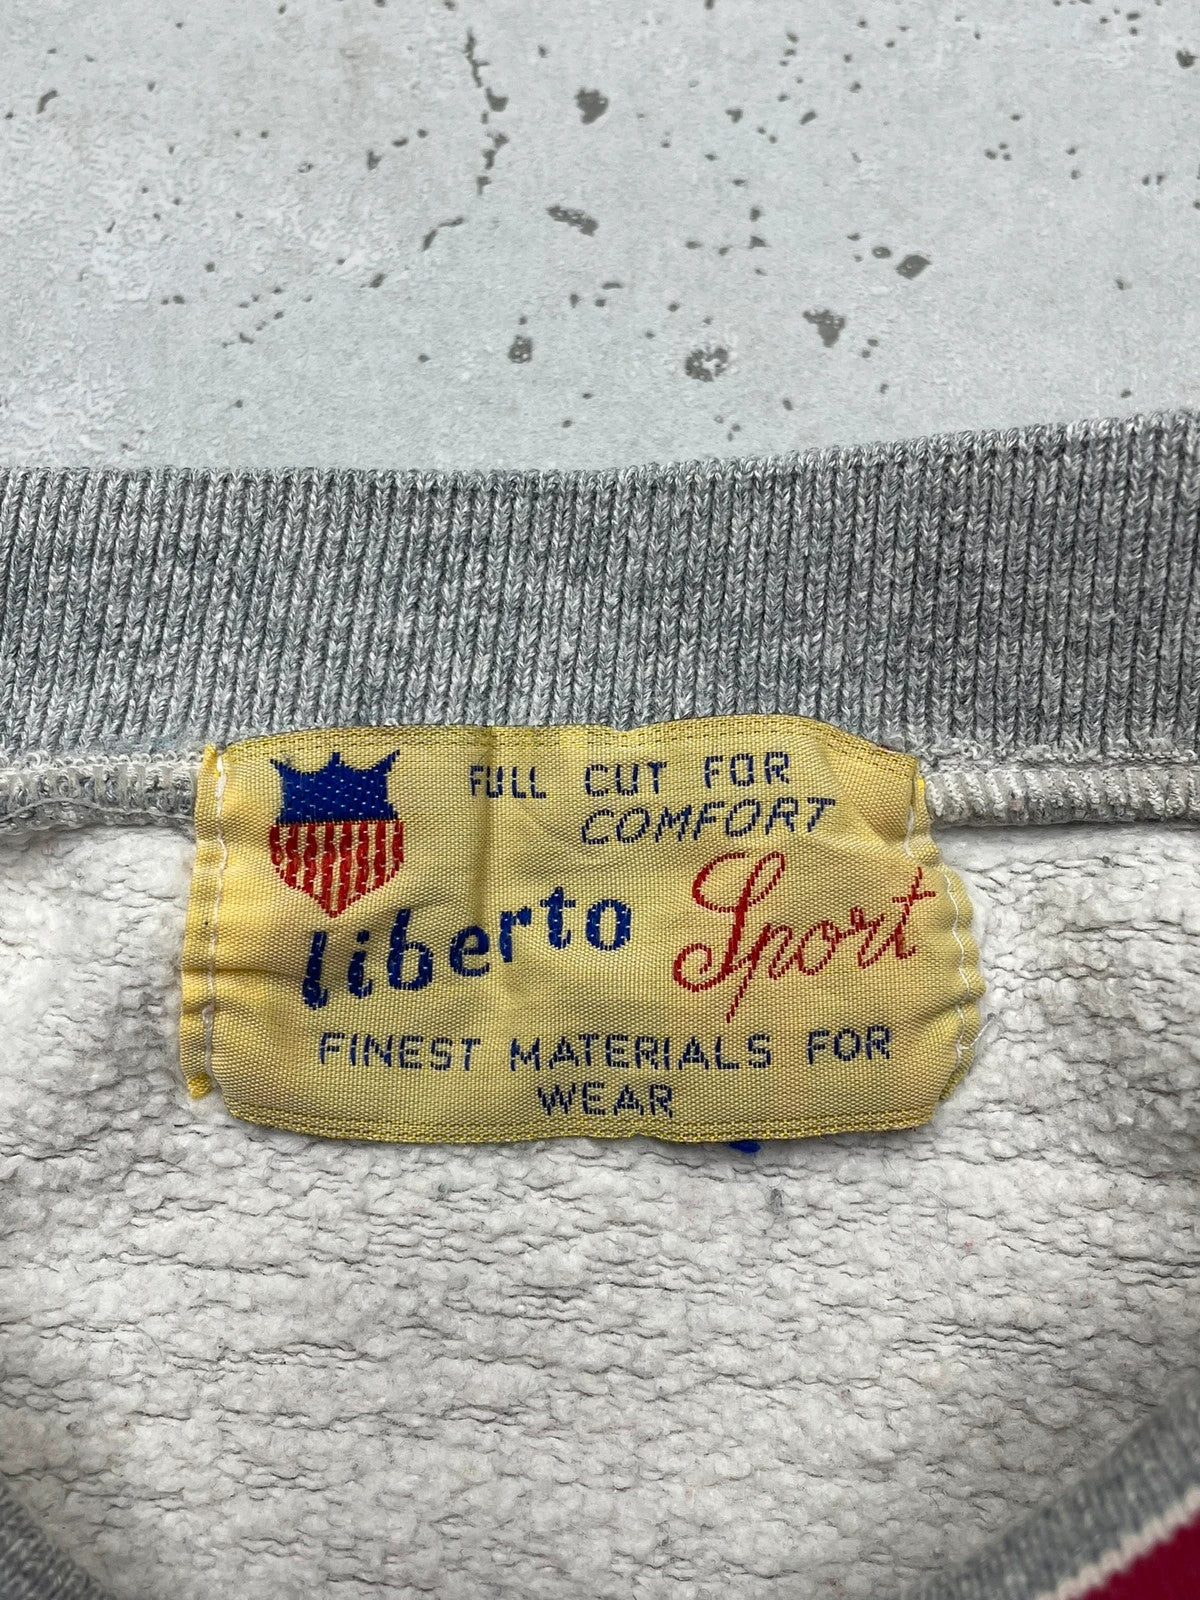 FULL CUT FOR
COMFORT
liberto Sport
FINEST MATERIALS FOR
WEAR